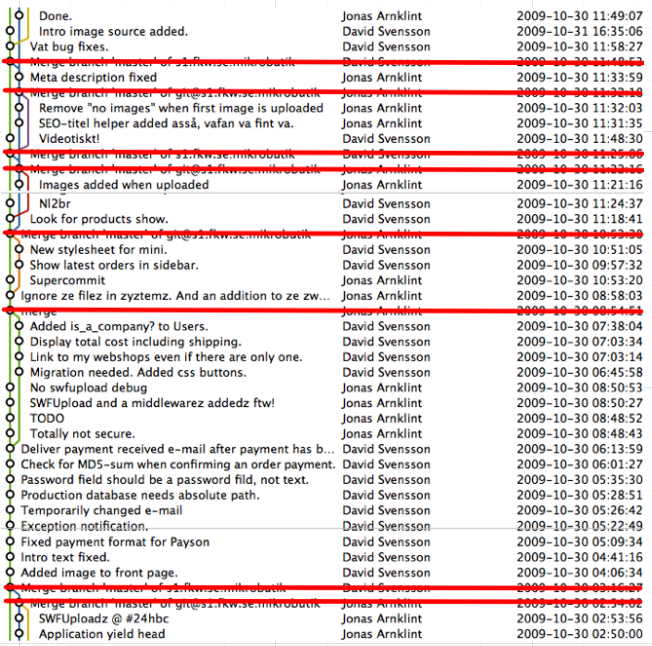 Done. Jonas Arnklint 2009-10-30 11:49:07
Intro image source added. David Svensson 2009-10-31 16:35:06
Vat bug fixes. David Svensson 2009-10-30 11:58:27
Merge branch 'master' of s1.fkw.se:mikrobutik David Svensson 2009-10-30
Meta description fixed Jonas Arnklint 2009-10-30 11:33:59
Merge branch 'master' of git@s1.fkw.se:mikrobutik Jonas Arnklint 2009-10-30
Remove "no images" when first image is uploaded Jonas Arnklint 2009-10-30 11:32:03
SEO-titel helper added asså, vafan va fint va. Jonas Arnklint 2009-10-30 11:31:35
Videotiskt! David Svensson 2009-10-30 11:48:30
Merge branch 'master' of s1.fkw.se:mikrobutik David Svensson 2009-10-30
Merge branch 'master' of git@s1.fkw.se:mikrobutik Jonas Arnklint 2009-10-30
Images added when uploaded Jonas Arnklint 2009-10-30 11:21:16
Nl2br David Svensson 2009-10-30 11:24:37
Look for products show. David Svensson 2009-10-30 11:18:41
Merge branch 'master' of git@s1.fkw.se:mikrobutik Jonas Arnklint 2009-10-30
New stylesheet for mini. David Svensson 2009-10-30 10:51:05
Show latest orders in sidebar. David Svensson 2009-10-30 09:57:32
Supercommit Jonas Arnklint 2009-10-30 10:53:20
Ignore ze filez in zyztemz. And an addition to ze zw... Jonas Arnklint 2009-10-30 08:58:03
merge Jonas Arnklint 2009-10-30
Added is_a_company? to Users. David Svensson 2009-10-30 07:38:04
Display total cost including shipping. David Svensson 2009-10-30 07:03:34
Link to my webshops even if there are only one. David Svensson 2009-10-30 07:03:14
Migration needed. Added css buttons. David Svensson 2009-10-30 06:45:58
No swfupload debug Jonas Arnklint 2009-10-30 08:50:53
SWFUpload and a middlewarez addedz ftw! Jonas Arnklint 2009-10-30 08:50:27
TODO Jonas Arnklint 2009-10-30 08:48:52
Totally not secure. Jonas Arnklint 2009-10-30 08:48:43
Deliver payment received e-mail after payment has b... David Svensson 2009-10-30 06:13:59
Check for MD5-sum when confirming an order payment. David Svensson 2009-10-30 06:01:27
Password field should be a password fild, not text. David Svensson 2009-10-30 05:35:30
Production database needs absolute path. David Svensson 2009-10-30 05:28:51
Temporarily changed e-mail David Svensson 2009-10-30 05:26:42
Exception notification. David Svensson 2009-10-30 05:22:49
Fixed payment format for Payson David Svensson 2009-10-30 05:09:34
Intro text fixed. David Svensson 2009-10-30 04:41:16
Added image to front page. David Svensson 2009-10-30 04:06:34
Merge branch 'master' of s1.fkw.se:mikrobutik David Svensson 2009-10-30
Merge branch 'master' of git@s1.fkw.se:mikrobutik Jonas Arnklint 2009-10-30
SWFUploadz @ #24hbc Jonas Arnklint 2009-10-30 02:53:56
Application yield head Jonas Arnklint 2009-10-30 02:50:00